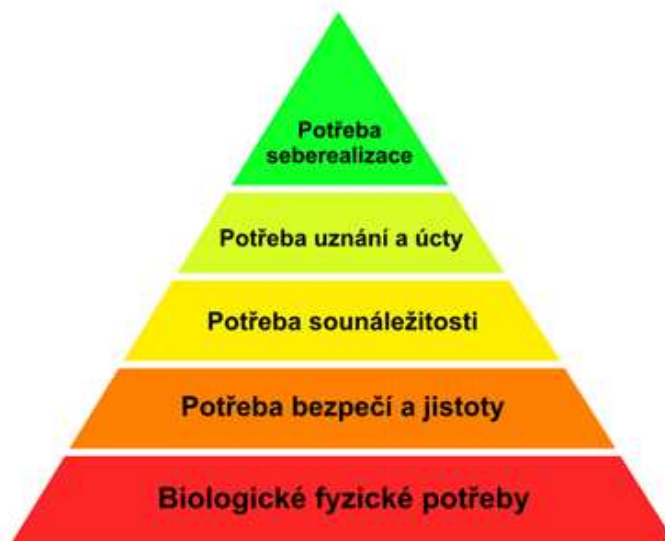 Potřeba
seberealizace
Potřeba uznání a úcty
Potřeba sounáležitosti
Potřeba bezpečí a jistoty
Biologické fyzické potřeby